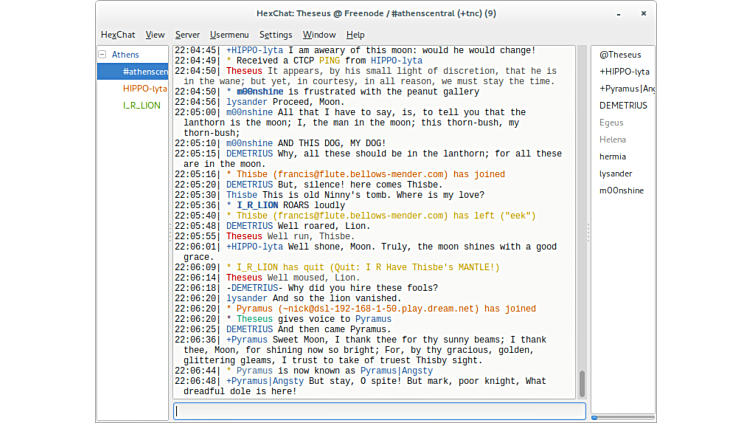 HexChat: Theseus @ Freenode / #athenscentral (+tnc) (9)
HexChat View Server Usermenu Settings Window Help
Athens
#athenscen
HIPPO-lyta
I_R_LION
22:04:45| +HIPPO-lyta I am aweary of this moon: would he would change!
22:04:49| * Received a CTCP PING from HIPPO-lyta
22:04:50| Theseus It appears, by his small light of discretion, that he is
in the wane; but yet, in courtesy, in all reason, we must stay the time.
22:04:50| * m00nshine is frustrated with the peanut gallery
22:04:56| lysander Proceed, Moon.
22:05:00| m00nshine All that I have to say, is, to tell you that the
lanthorn is the moon; I, the man in the moon; this thorn-bush, my
thorn-bush;
22:05:10| m00nshine AND THIS DOG, MY DOG!
22:05:15| DEMETRIUS Why, all these should be in the lanthorn; for all these
are in the moon.
22:05:16| * Thisbe (francis@flute.bellows-mender.com) has joined
22:05:20| DEMETRIUS But, silence! here comes Thisbe.
22:05:30| Thisbe This is old Ninny's tomb. Where is my love?
22:05:36| * I_R_LION ROARS loudly
22:05:40| * Thisbe (francis@flute.bellows-mender.com) has left ("eek")
22:05:48| DEMETRIUS Well roared, Lion.
22:05:55| Theseus Well run, Thisbe.
22:06:01| +HIPPO-lyta Well shone, Moon. Truly, the moon shines with a good
grace.
22:06:09| * I_R_LION has quit (Quit: I R Have Thisbe's MANTLE!)
22:06:14| Theseus Well moused, Lion.
22:06:18| -DEMETRIUS- Why did you hire these fools?
22:06:20| lysander And so the lion vanished.
22:06:20| * Pyramus (~nick@dsl-192-168-1-50.play.dream.net) has joined
22:06:20| * Theseus gives voice to Pyramus
22:06:25| DEMETRIUS And then came Pyramus.
22:06:36| +Pyramus Sweet Moon, I thank thee for thy sunny beams; I thank
thee, Moon, for shining now so bright; For, by thy gracious, golden,
glittering gleams, I trust to take of truest Thisby sight.
22:06:44| * Pyramus is now known as Pyramus|Angsty
22:06:48| +Pyramus|Angsty But stay, O spite! But mark, poor knight, What
dreadful dole is here!
@Theseus
+HIPPO-lyta
+Pyramus|Ang
DEMETRIUS
Egeus
Helena
hermia
lysander
m00nshine